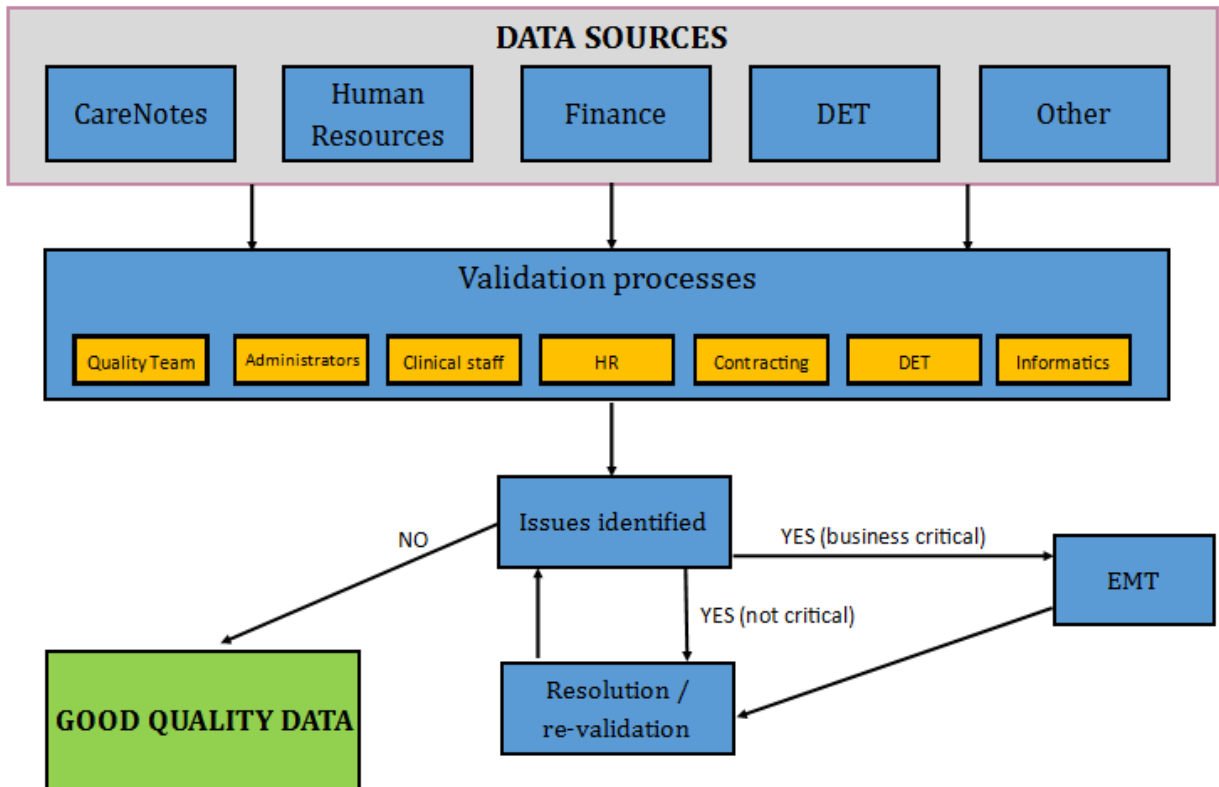 DATA SOURCES
CareNotes
Human
Resources
Finance
DET
Other
Validation processes
Quality Team
Administrators
Clinical staff
HR
Contracting
DET
Informatics
Issues identified
NO
YES (business critical)
EMT
YES (not critical)
Resolution /
re-validation
GOOD QUALITY DATA